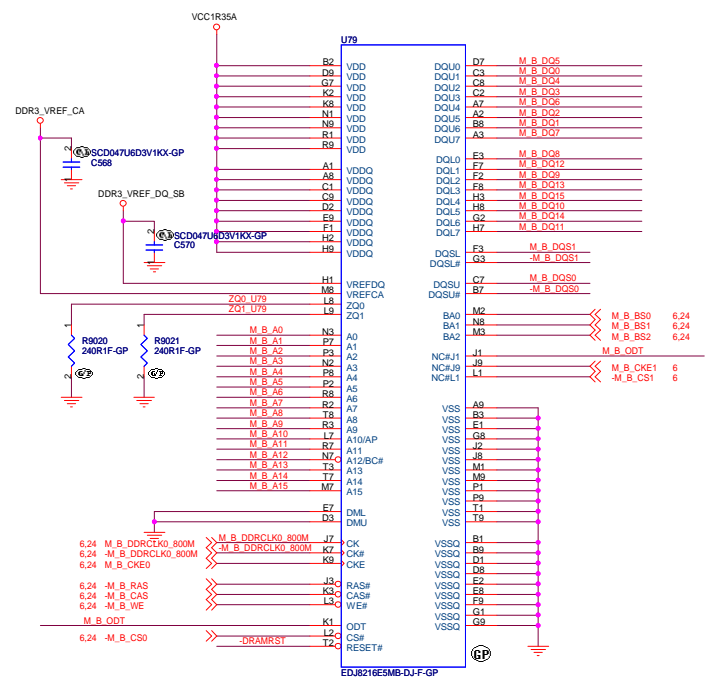 VCC1R35A
U79
B2 VDD
D9 VDD
G7 VDD
K2 VDD
K8 VDD
N1 VDD
N9 VDD
R1 VDD
R9 VDD
A1 VDDQ
A8 VDDQ
C1 VDDQ
C9 VDDQ
D2 VDDQ
E9 VDDQ
F1 VDDQ
H2 VDDQ
H9 VDDQ
DDR3_VREF_CA
1
2
SCD047U6D3V1KX-GP
C568
DDR3_VREF_DQ_SB
1
2
SCD047U6D3V1KX-GP
C570
H1 VREFDQ
M8 VREFCA
ZQ0_U79 L8 ZQ0
ZQ1_U79 L9 ZQ1
1
R9020
240R1F-GP
2
G/P
1
R9021
240R1F-GP
2
G/P
M_B_A0 N3 A0
M_B_A1 P7 A1
M_B_A2 P3 A2
M_B_A3 N2 A3
M_B_A4 P8 A4
M_B_A5 P2 A5
M_B_A6 R8 A6
M_B_A7 R2 A7
M_B_A8 T8 A8
M_B_A9 R3 A9
M_B_A10 L7 A10/AP
M_B_A11 R7 A11
M_B_A12 N7 A12/BC#
M_B_A13 T3 A13
M_B_A14 T7 A14
M_B_A15 M7 A15
E7 DML
D3 DMU
6,24 M_B_DDRCLK0_800M M_B_DDRCLK0_800M J7 CK
6,24 -M_B_DDRCLK0_800M -M_B_DDRCLK0_800M K7 CK#
6,24 M_B_CKE0 K9 CKE
6,24 -M_B_RAS J3 RAS#
6,24 -M_B_CAS K3 CAS#
6,24 -M_B_WE L3 WE#
M_B_ODT K1 ODT
6,24 -M_B_CS0 L2 CS#
-DRAMRST T2 RESET#
DQU0 D7 M_B_DQ5
DQU1 C3 M_B_DQ0
DQU2 C8 M_B_DQ4
DQU3 C2 M_B_DQ3
DQU4 A7 M_B_DQ6
DQU5 A2 M_B_DQ2
DQU6 B8 M_B_DQ1
DQU7 A3 M_B_DQ7
DQL0 E3 M_B_DQ8
DQL1 F7 M_B_DQ12
DQL2 F2 M_B_DQ9
DQL3 F8 M_B_DQ13
DQL4 H3 M_B_DQ15
DQL5 H8 M_B_DQ10
DQL6 G2 M_B_DQ14
DQL7 H7 M_B_DQ11
DQSL F3 M_B_DQS1
DQSL# G3 -M_B_DQS1
DQSU C7 M_B_DQS0
DQSU# B7 -M_B_DQS0
BA0 M2 M_B_BS0 6,24
BA1 N8 M_B_BS1 6,24
BA2 M3 M_B_BS2 6,24
NC#J1 J1 M_B_ODT
NC#J9 J9 M_B_CKE1 6
NC#L1 L1 -M_B_CS1 6
VSS A9
VSS B3
VSS E1
VSS G8
VSS J2
VSS J8
VSS M1
VSS M9
VSS P1
VSS P9
VSS T1
VSS T9
VSSQ B1
VSSQ B9
VSSQ D1
VSSQ D8
VSSQ E2
VSSQ E8
VSSQ F9
VSSQ G1
VSSQ G9
GP
EDJ8216E5MB-DJ-F-GP